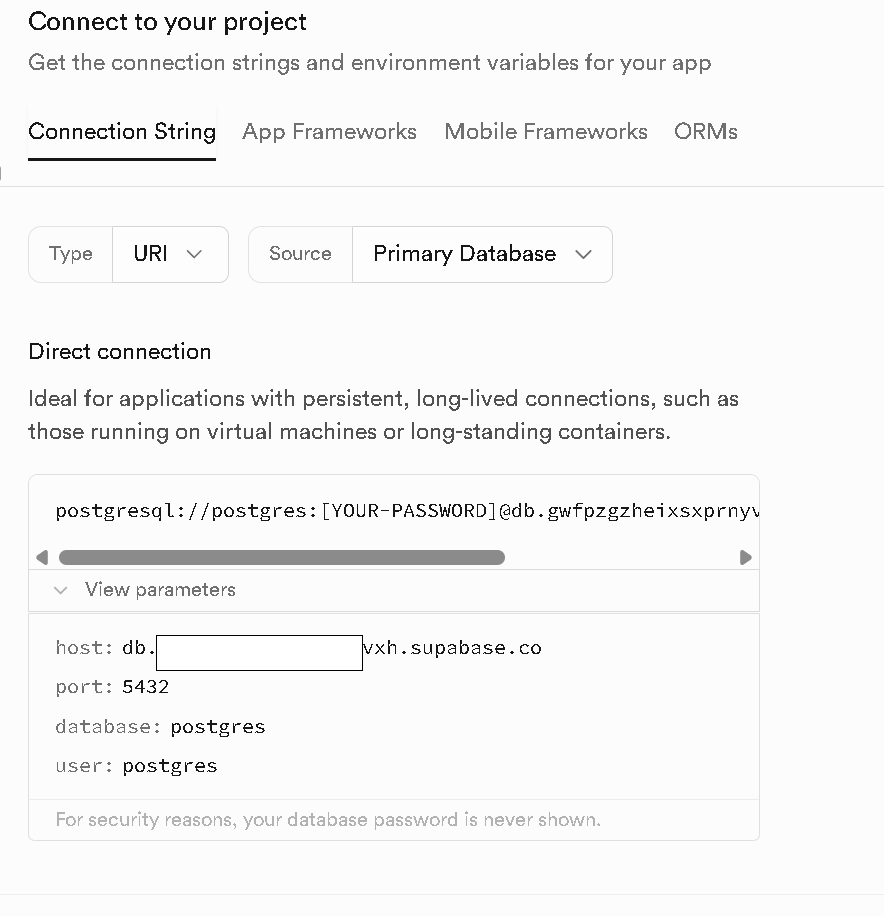 Connect to your project
Get the connection strings and environment variables for your app
Connection String App Frameworks Mobile Frameworks ORMs
Type URI Source Primary Database
Direct connection
Ideal for applications with persistent, long-lived connections, such as
those running on virtual machines or long-standing containers.
postgresql://postgres:[YOUR-PASSWORD]@db.gwfpzgzheixsxprnyv
View parameters
host: db. vxh.supabase.co
port: 5432
database: postgres
user: postgres
For security reasons, your database password is never shown.